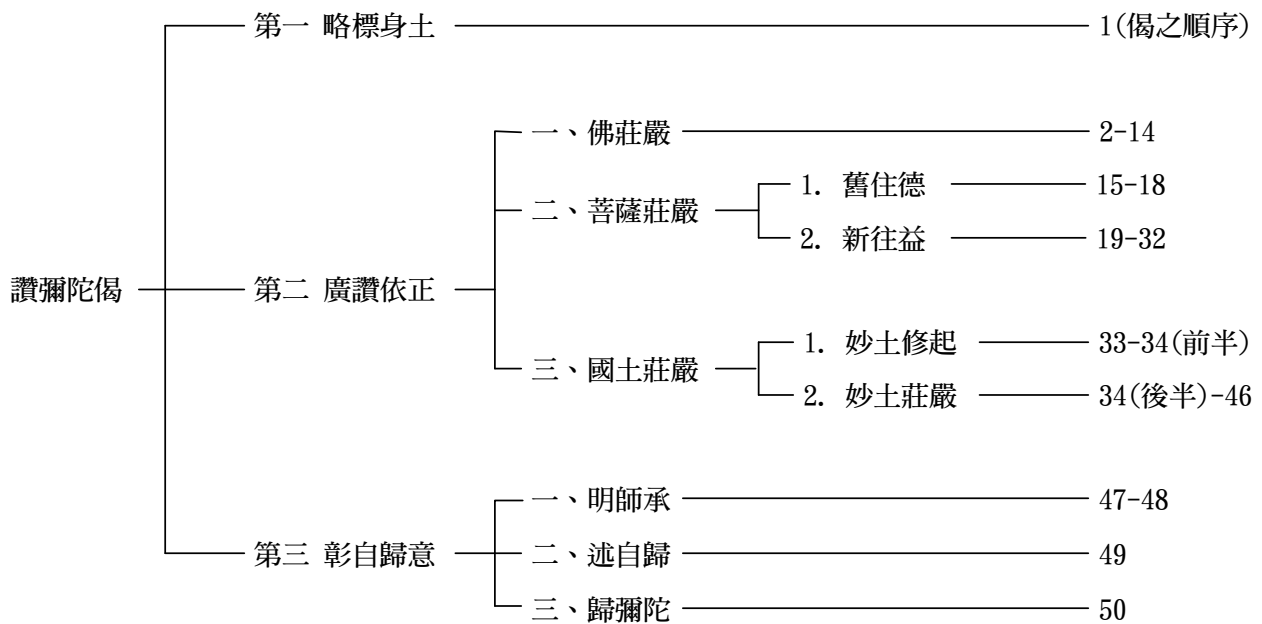 第一 略標身土 1(偈之順序)
一、佛莊嚴 2-14
1. 舊住德 15-18
二、菩薩莊嚴
2. 新往益 19-32
讚彌陀偈 第二 廣讚依正
1. 妙土修起 33-34(前半)
三、國土莊嚴
2. 妙土莊嚴 34(後半)-46
一、明師承 47-48
第三 彰自歸意 二、述自歸 49
三、歸彌陀 50